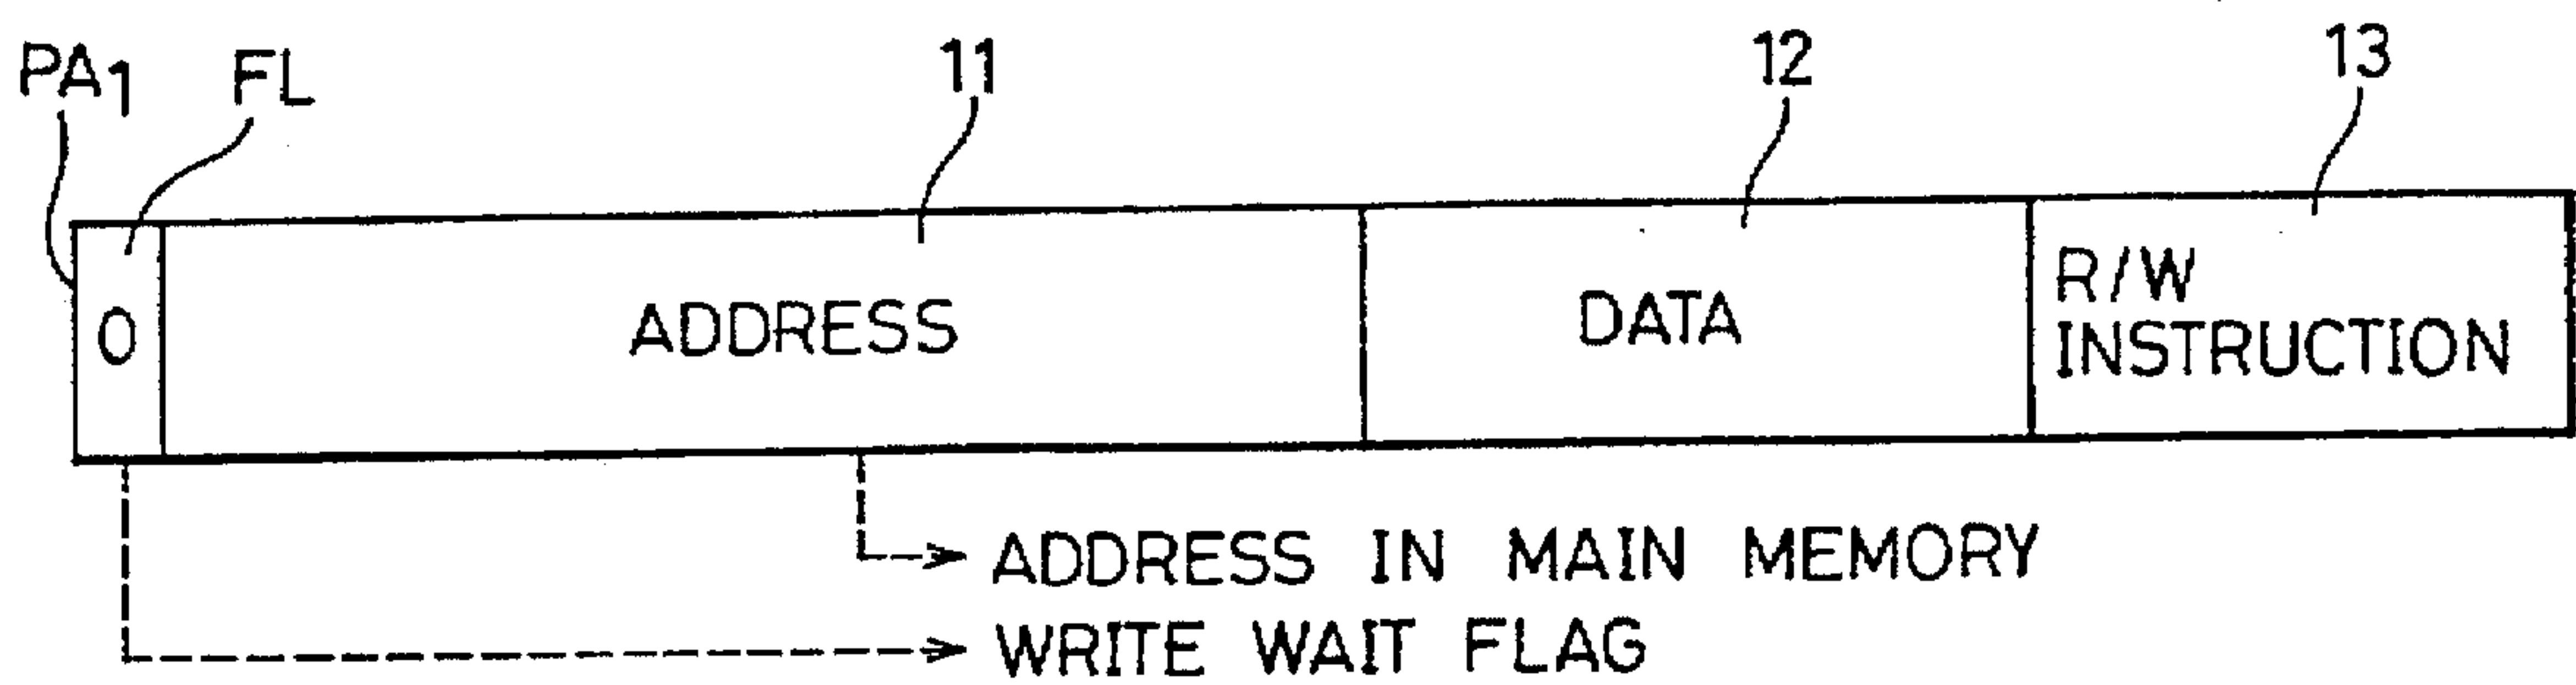 PA1 FL 11 12 13
0 ADDRESS DATA R/W
INSTRUCTION
ADDRESS IN MAIN MEMORY
WRITE WAIT FLAG